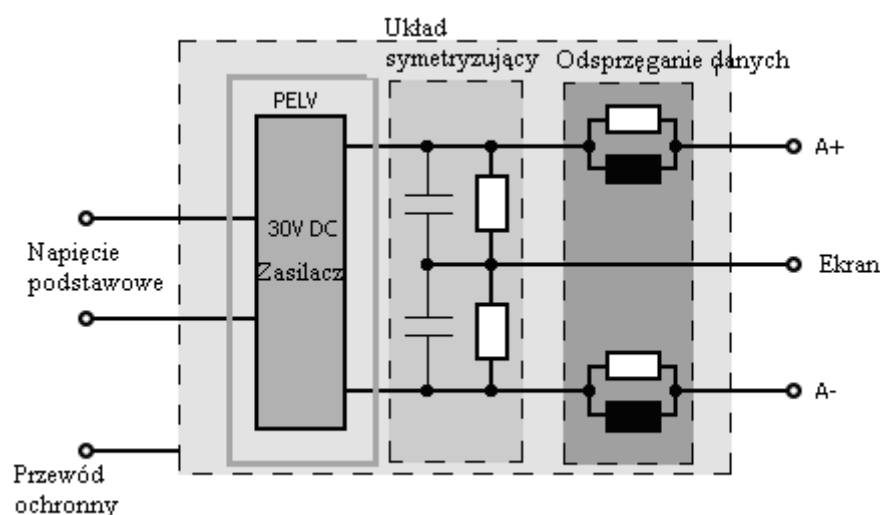 Układ
symetryzujący
Odsprzęganie danych
PELV
A+
30V DC
Zasilacz
Napięcie
podstawowe
Ekran
A-
Przewód
ochronny